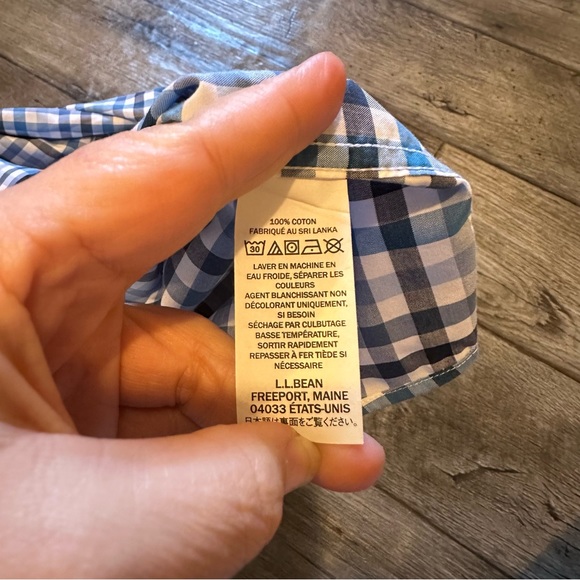 100% COTON
FABRIQUÉ AU SRI LANKA
30
LAVER EN MACHINE EN
EAU FROIDE, SÉPARER LES
COULEURS
AGENT BLANCHISSANT NON
DÉCOLORANT UNIQUEMENT,
SI BESOIN
SÉCHAGE PAR CULBUTAGE
BASSE TEMPÉRATURE,
SORTIR RAPIDEMENT
REPASSER À FER TIÈDE SI
NÉCESSAIRE
L.L.BEAN
FREEPORT, MAINE
04033 ÉTATS-UNIS
日本語は裏面をご覧ください。